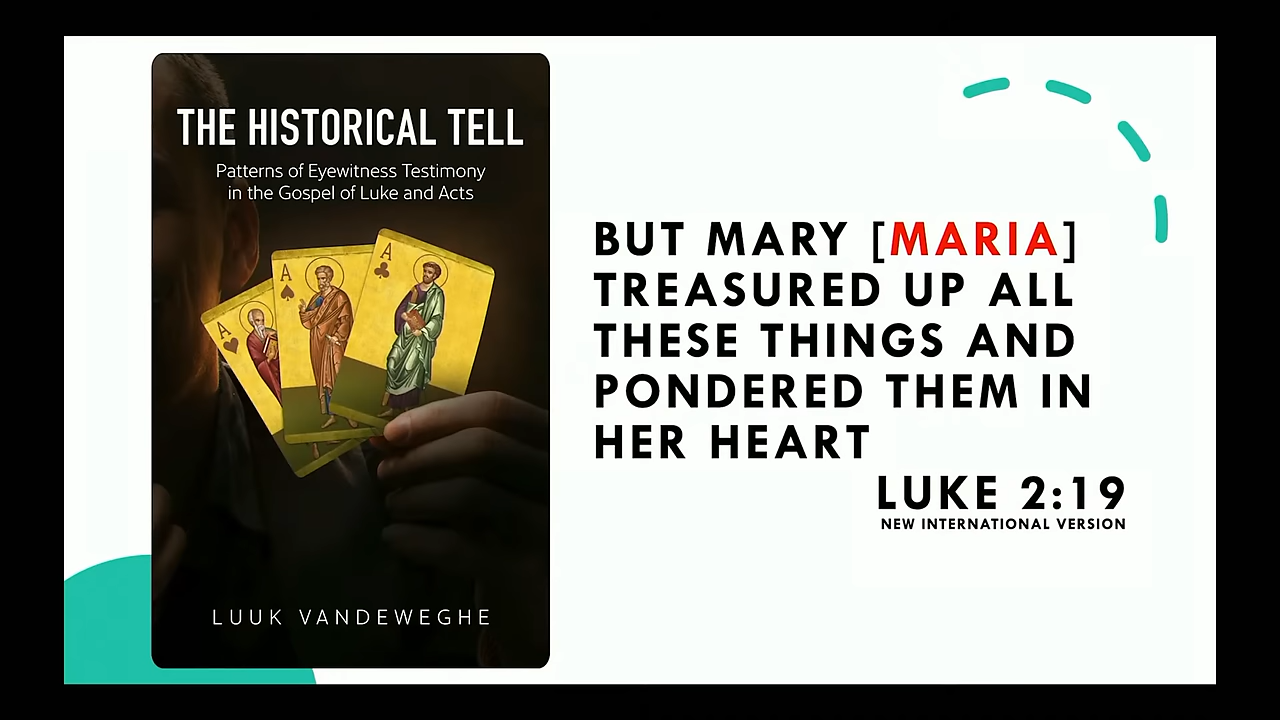 THE HISTORICAL TELL
Patterns of Eyewitness Testimony
in the Gospel of Luke and Acts
A
A
A
LUUK VANDEWEGHE
BUT MARY [MARIA]
TREASURED UP ALL
THESE THINGS AND
PONDERED THEM IN
HER HEART
LUKE 2:19
NEW INTERNATIONAL VERSION